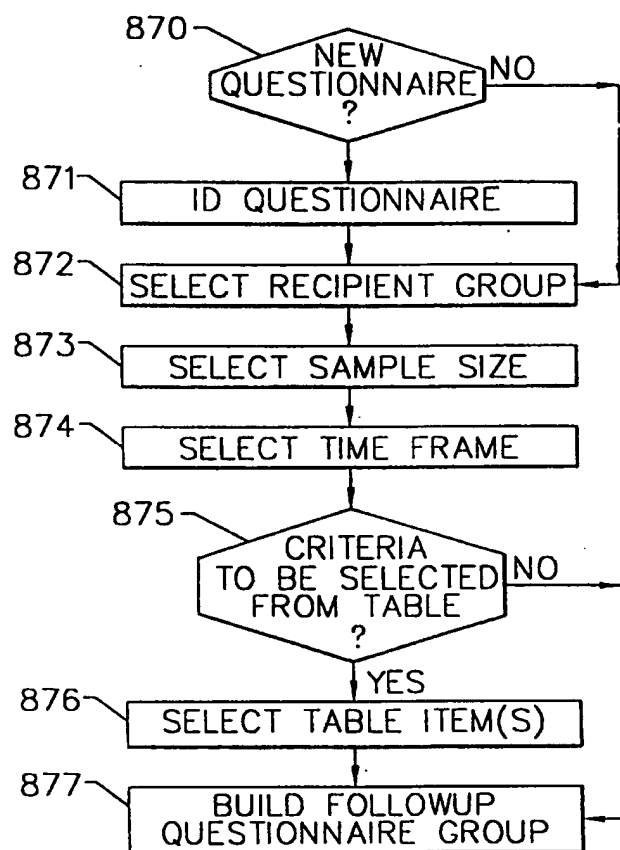 870
NEW
QUESTIONNAIRE
?
NO
871
ID QUESTIONNAIRE
872
SELECT RECIPIENT GROUP
873
SELECT SAMPLE SIZE
874
SELECT TIME FRAME
875
CRITERIA
TO BE SELECTED
FROM TABLE
?
NO
YES
876
SELECT TABLE ITEM(S)
877
BUILD FOLLOWUP
QUESTIONNAIRE GROUP